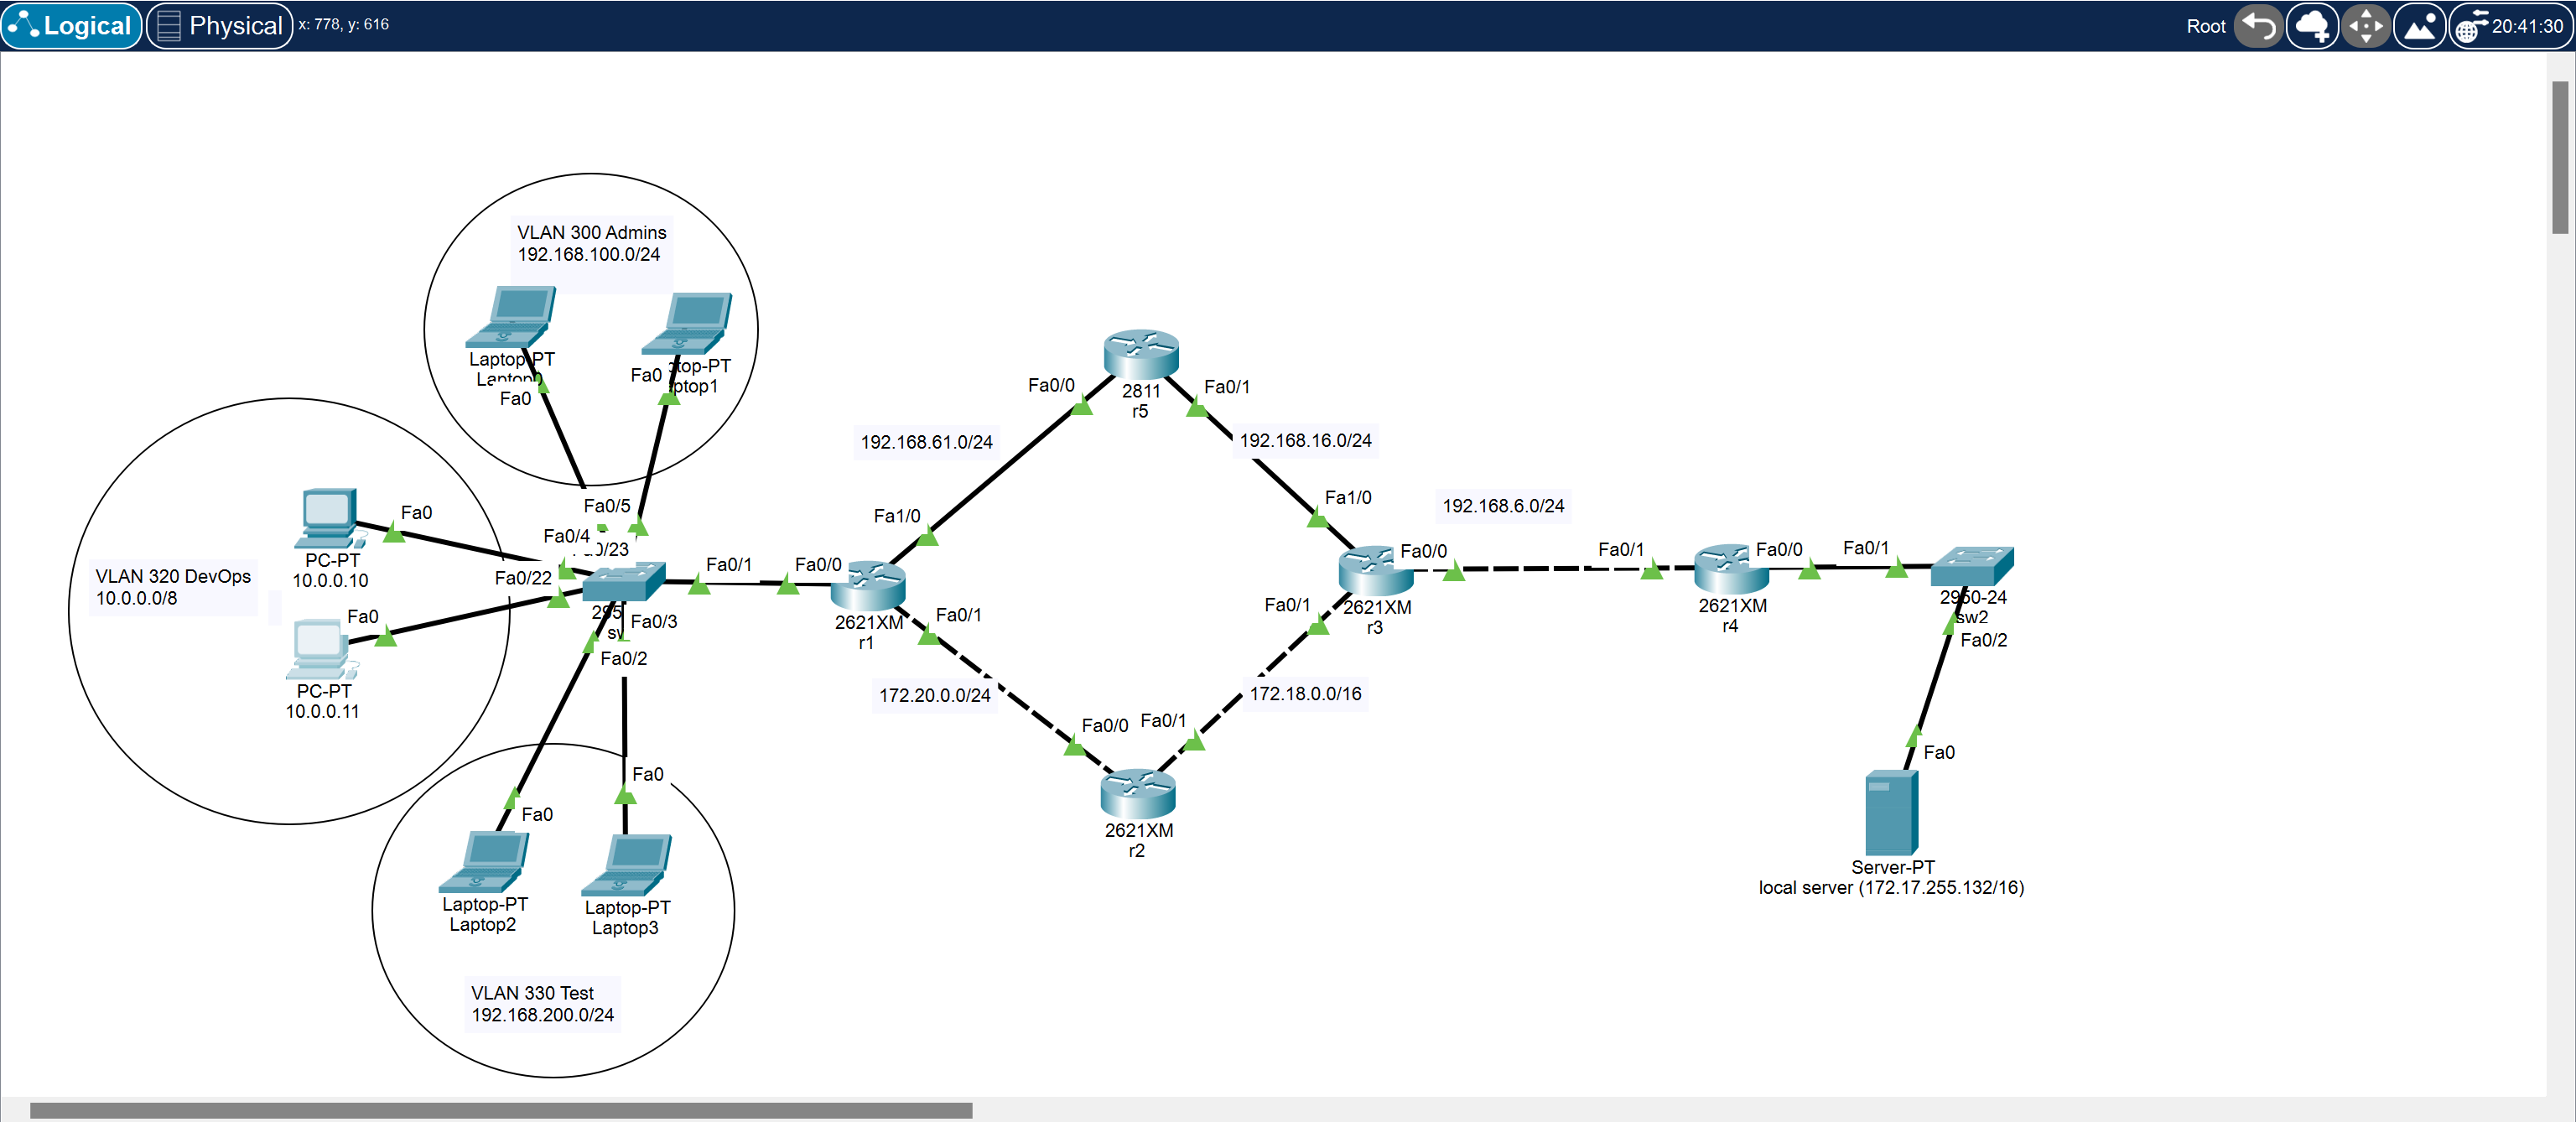 Logical
Physical
x: 778, y: 616
Root
20:41:30
VLAN 300 Admins
192.168.100.0/24
Laptop-PT
Laptop0
Fa0
Fa0
top-PT
ptop1
Fa0/5
Fa0/4
0/23
Fa0/22
Fa0
PC-PT
10.0.0.10
VLAN 320 DevOps
10.0.0.0/8
Fa0
PC-PT
10.0.0.11
295
sw
Fa0/3
Fa0/2
Fa0/1
Fa0/0
2621XM
r1
Fa1/0
Fa0/1
192.168.61.0/24
Fa0/0
2811
r5
Fa0/1
192.168.16.0/24
Fa1/0
172.20.0.0/24
Fa0/0
Fa0/1
2621XM
r2
172.18.0.0/16
Fa0/1
Fa0/0
2621XM
r3
192.168.6.0/24
Fa0/1
Fa0/0
2621XM
r4
Fa0/1
2950-24
sw2
Fa0/2
Fa0
Server-PT
local server (172.17.255.132/16)
Fa0
Fa0
Laptop-PT
Laptop2
Laptop-PT
Laptop3
VLAN 330 Test
192.168.200.0/24